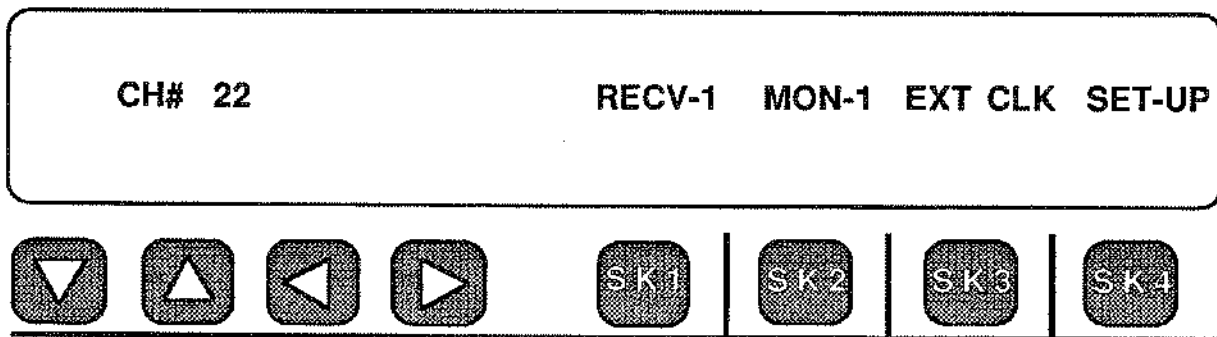 CH# 22 RECV-1 MON-1 EXT CLK SET-UP
SK1 SK2 SK3 SK4